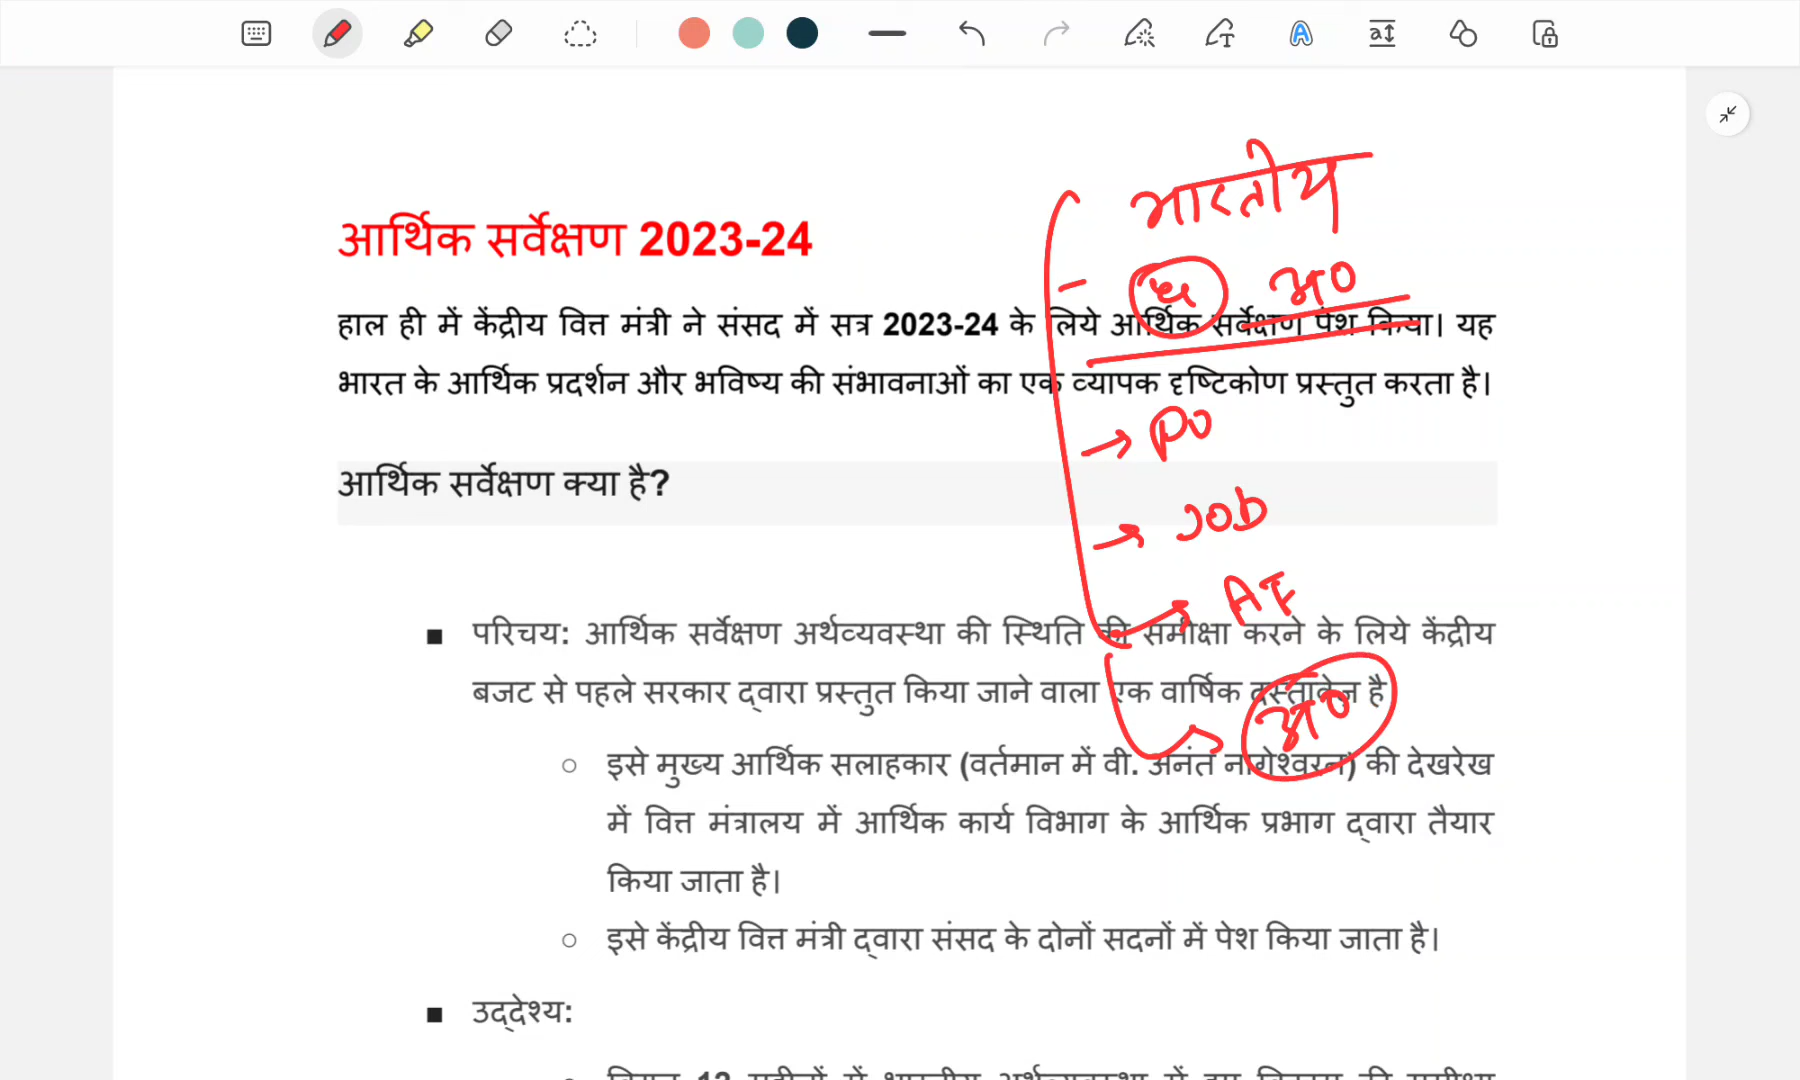 आर्थिक सर्वेक्षण 2023-24
भारतीय
हाल ही में केंद्रीय वित्त मंत्री ने संसद में सत्र 2023-24 के लिये आर्थिक सर्वेक्षण पेश किया। यह
भारत के आर्थिक प्रदर्शन और भविष्य की संभावनाओं का एक व्यापक दृष्टिकोण प्रस्तुत करता है।
PO
आर्थिक सर्वेक्षण क्या है?
Job
परिचय: आर्थिक सर्वेक्षण अर्थव्यवस्था की स्थिति की समीक्षा करने के लिये केंद्रीय
बजट से पहले सरकार द्वारा प्रस्तुत किया जाने वाला एक वार्षिक दस्तावेज़ है
इसे मुख्य आर्थिक सलाहकार (वर्तमान में वी. अनंत नागेश्वरन) की देखरेख
में वित्त मंत्रालय में आर्थिक कार्य विभाग के आर्थिक प्रभाग द्वारा तैयार
किया जाता है।
इसे केंद्रीय वित्त मंत्री द्वारा संसद के दोनों सदनों में पेश किया जाता है।
उद्देश्य: